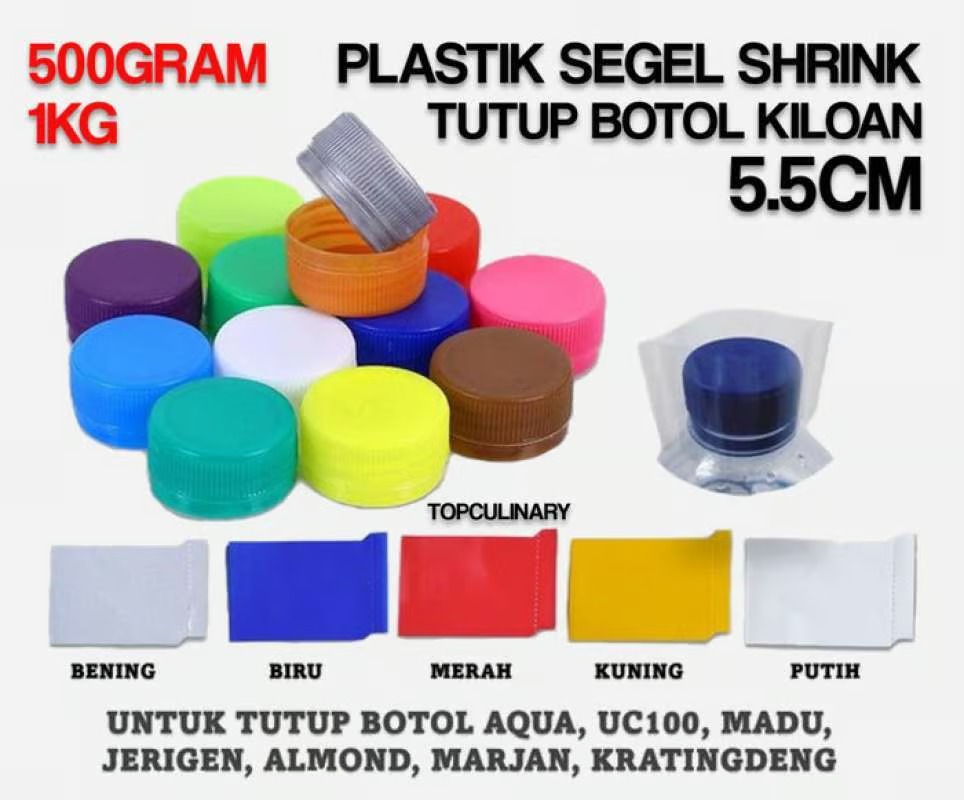 500GRAM
1KG
PLASTIK SEGEL SHRINK
TUTUP BOTOL KILOAN
5.5CM
TOPCULINARY
BENING
BIRU
MERAH
KUNING
PUTIH
UNTUK TUTUP BOTOL AQUA, UC100, MADU,
JERIGEN, ALMOND, MARJAN, KRATINGDENG